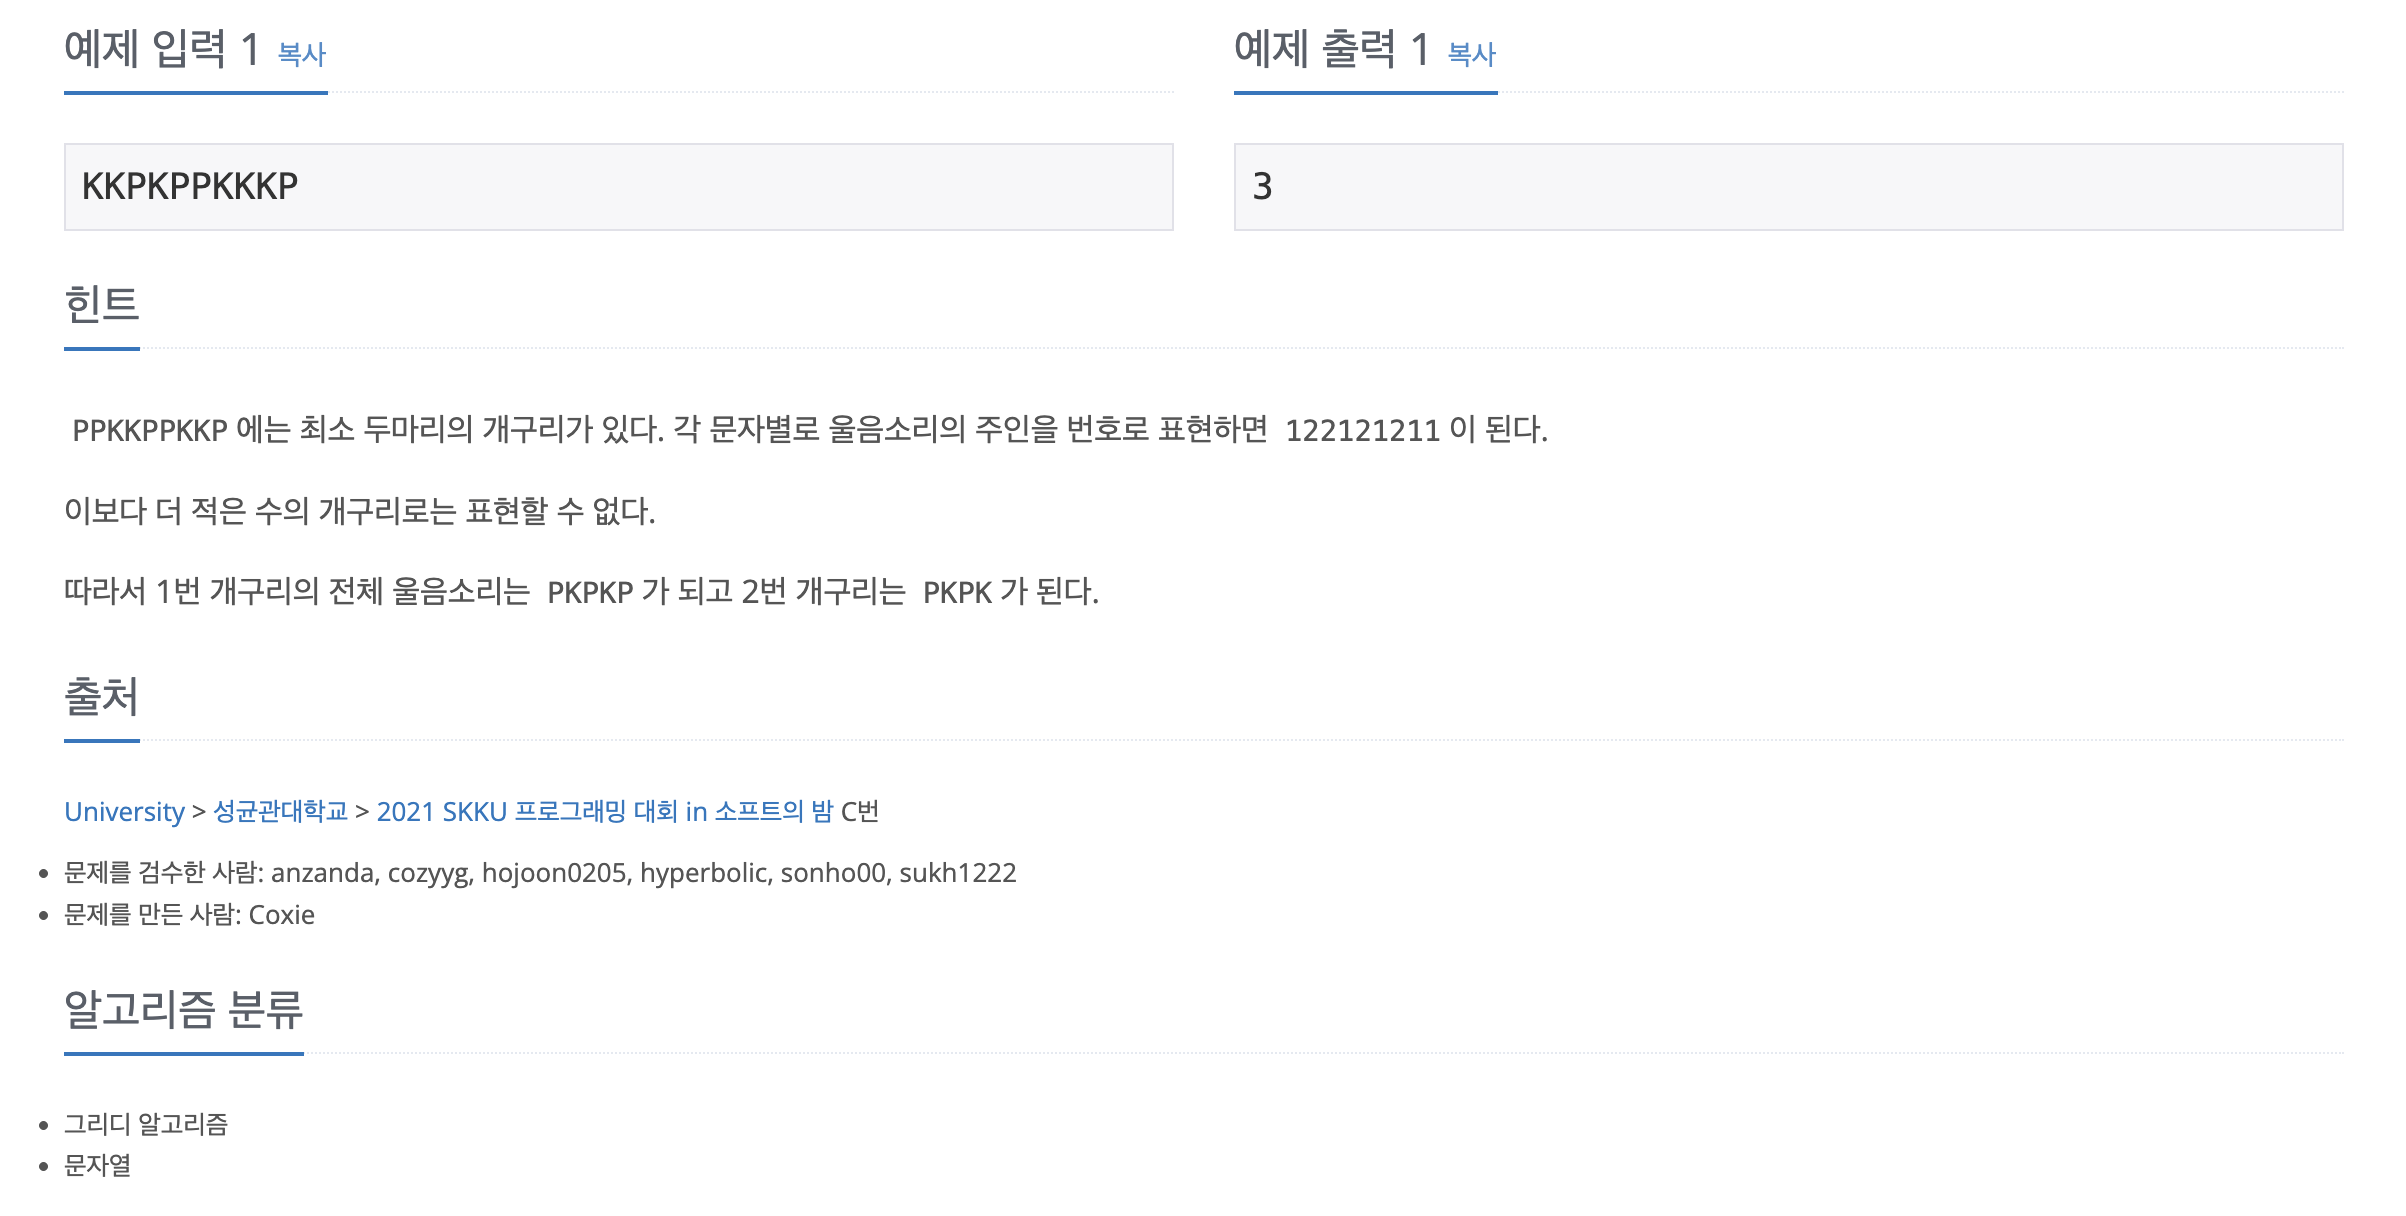 예제 입력 1 복사
KKPKPPKKKP
예제 출력 1 복사
3
힌트
PPKKPPKKP 에는 최소 두마리의 개구리가 있다. 각 문자별로 울음소리의 주인을 번호로 표현하면 122121211 이 된다.
이보다 더 적은 수의 개구리로는 표현할 수 없다.
따라서 1번 개구리의 전체 울음소리는 PKPKP 가 되고 2번 개구리는 PKPK 가 된다.
출처
University > 성균관대학교 > 2021 SKKU 프로그래밍 대회 in 소프트의 밤 C번
문제를 검수한 사람: anzanda, cozyyg, hojoon0205, hyperbolic, sonho00, sukh1222
문제를 만든 사람: Coxie
알고리즘 분류
그리디 알고리즘
문자열